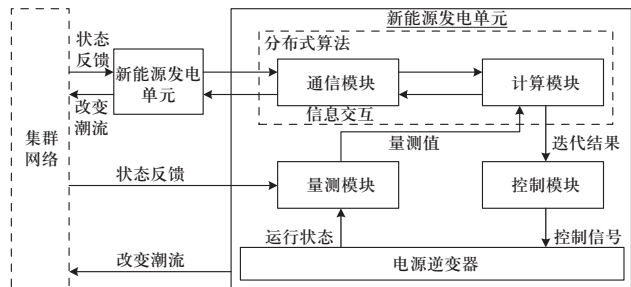 新能源发电单元
分布式算法
状态
反馈
新能源发电
单元
通信模块
计算模块
改变
潮流
信息交互
集群
网络
量测值
迭代结果
状态反馈
量测模块
控制模块
运行状态
控制信号
改变潮流
电源逆变器